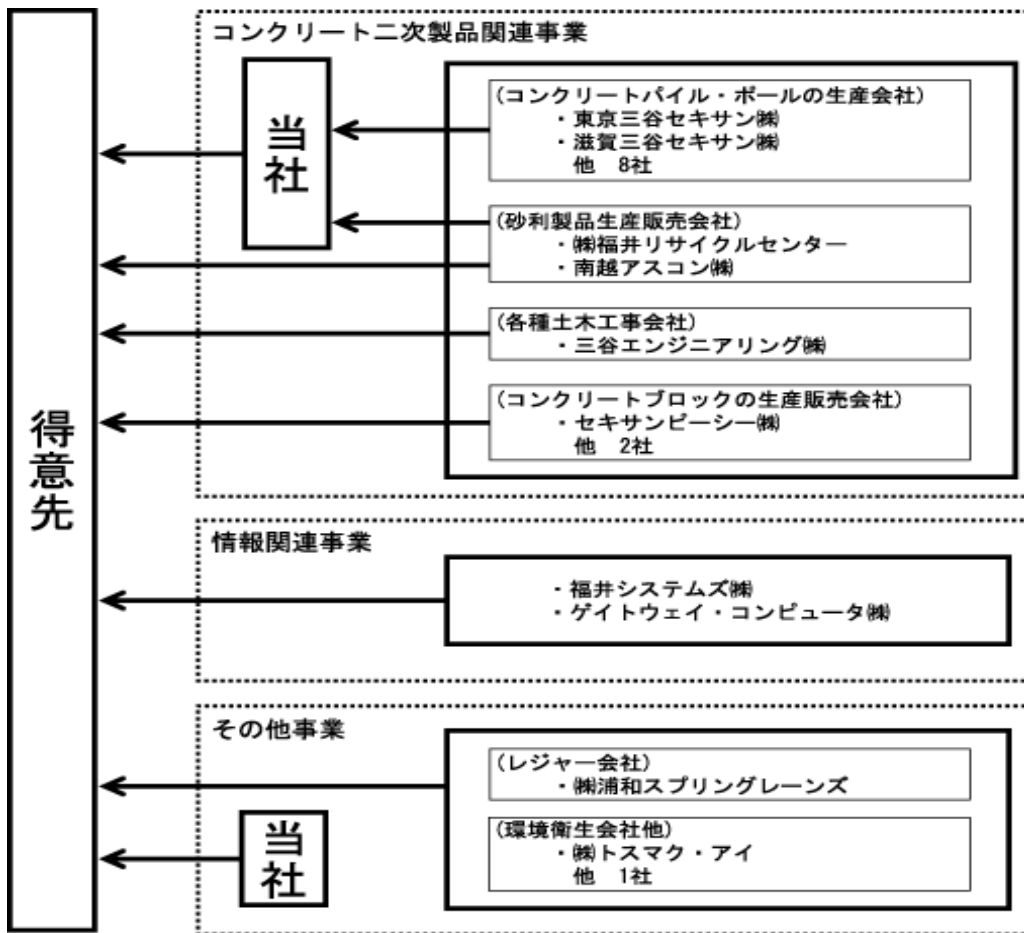 得意先
コンクリート二次製品関連事業
当社
(コンクリートパイル・ポールの生産会社)
・東京三谷セキサン㈱
・滋賀三谷セキサン㈱
他 8社
(砂利製品生産販売会社)
・㈱福井リサイクルセンター
・南越アスコン㈱
(各種土木工事会社)
・三谷エンジニアリング㈱
(コンクリートブロックの生産販売会社)
・セキサンピーシー㈱
他 2社
情報関連事業
・福井システムズ㈱
・ゲイトウェイ・コンピュータ㈱
その他事業
当社
(レジャー会社)
・㈱浦和スプリングレーンズ
(環境衛生会社他)
・㈱トスマク・アイ
他 1社